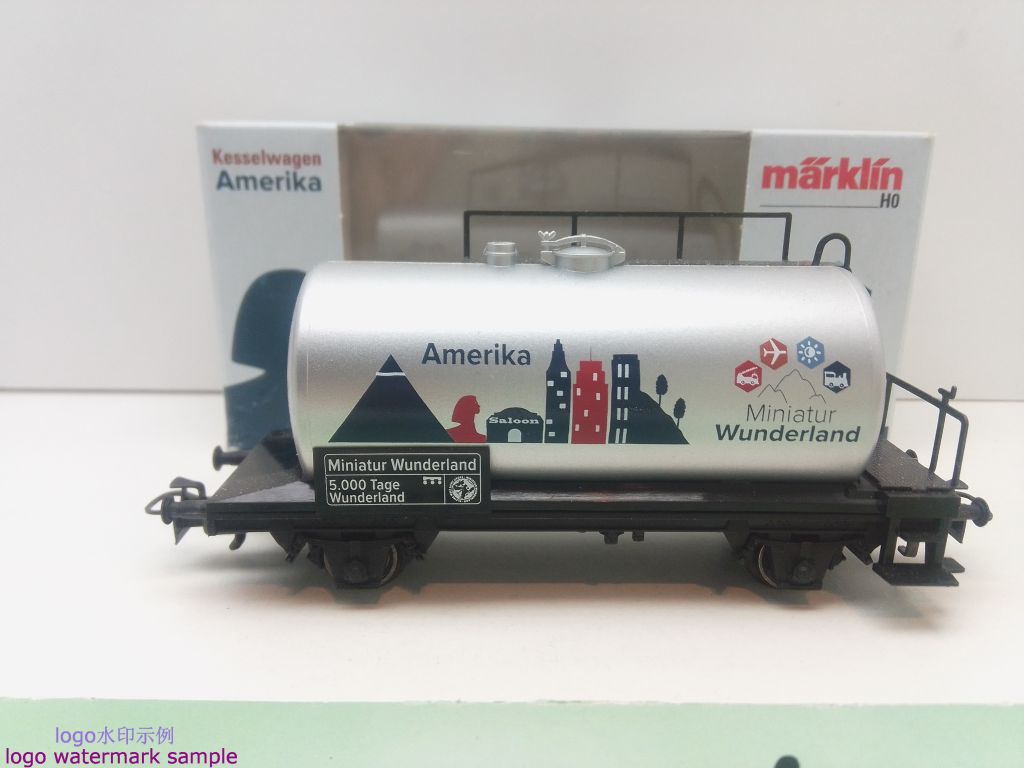 Kesselwagen
Amerika
märklin
H0
Amerika
Saloon
Miniatur
Wunderland
Miniatur Wunderland
5.000 Tage
Wunderland
logo水印示例
logo watermark sample